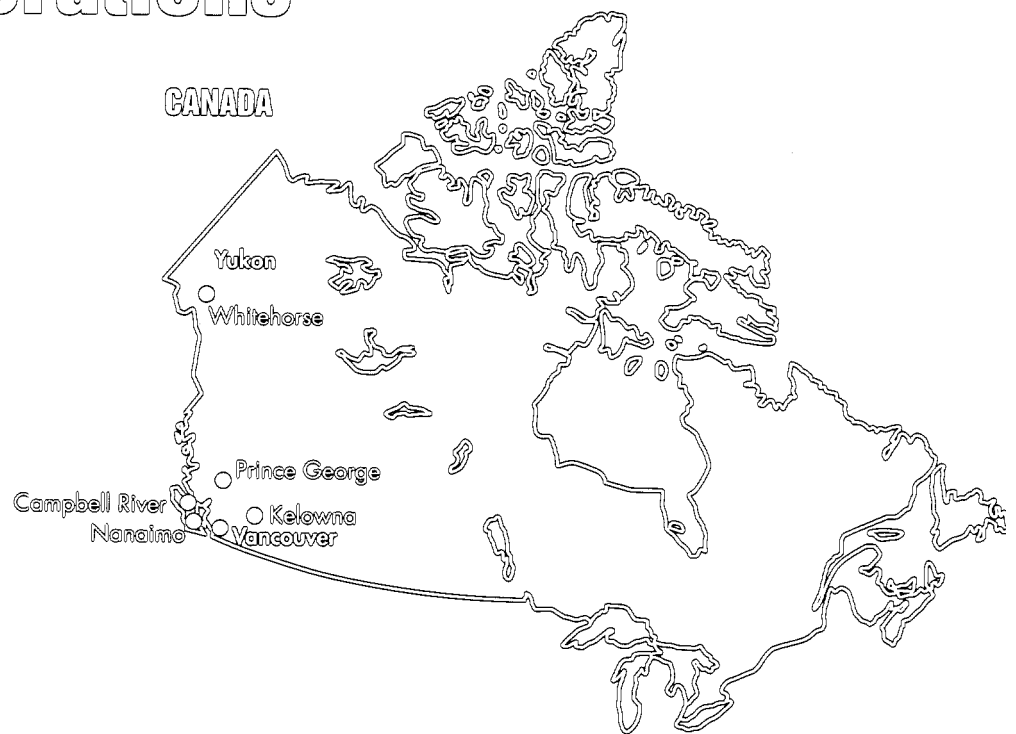 CANADA
Yukon
Whitehorse
Prince George
Campbell River
Kelowna
Nanaimo
Vancouver